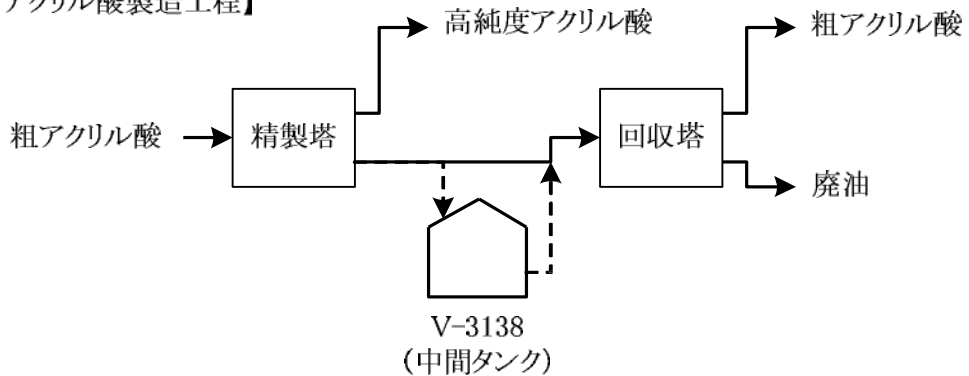 アクリル酸製造工程】
高純度アクリル酸
粗アクリル酸
粗アクリル酸
精製塔
回収塔
廃油
V-3138
(中間タンク)